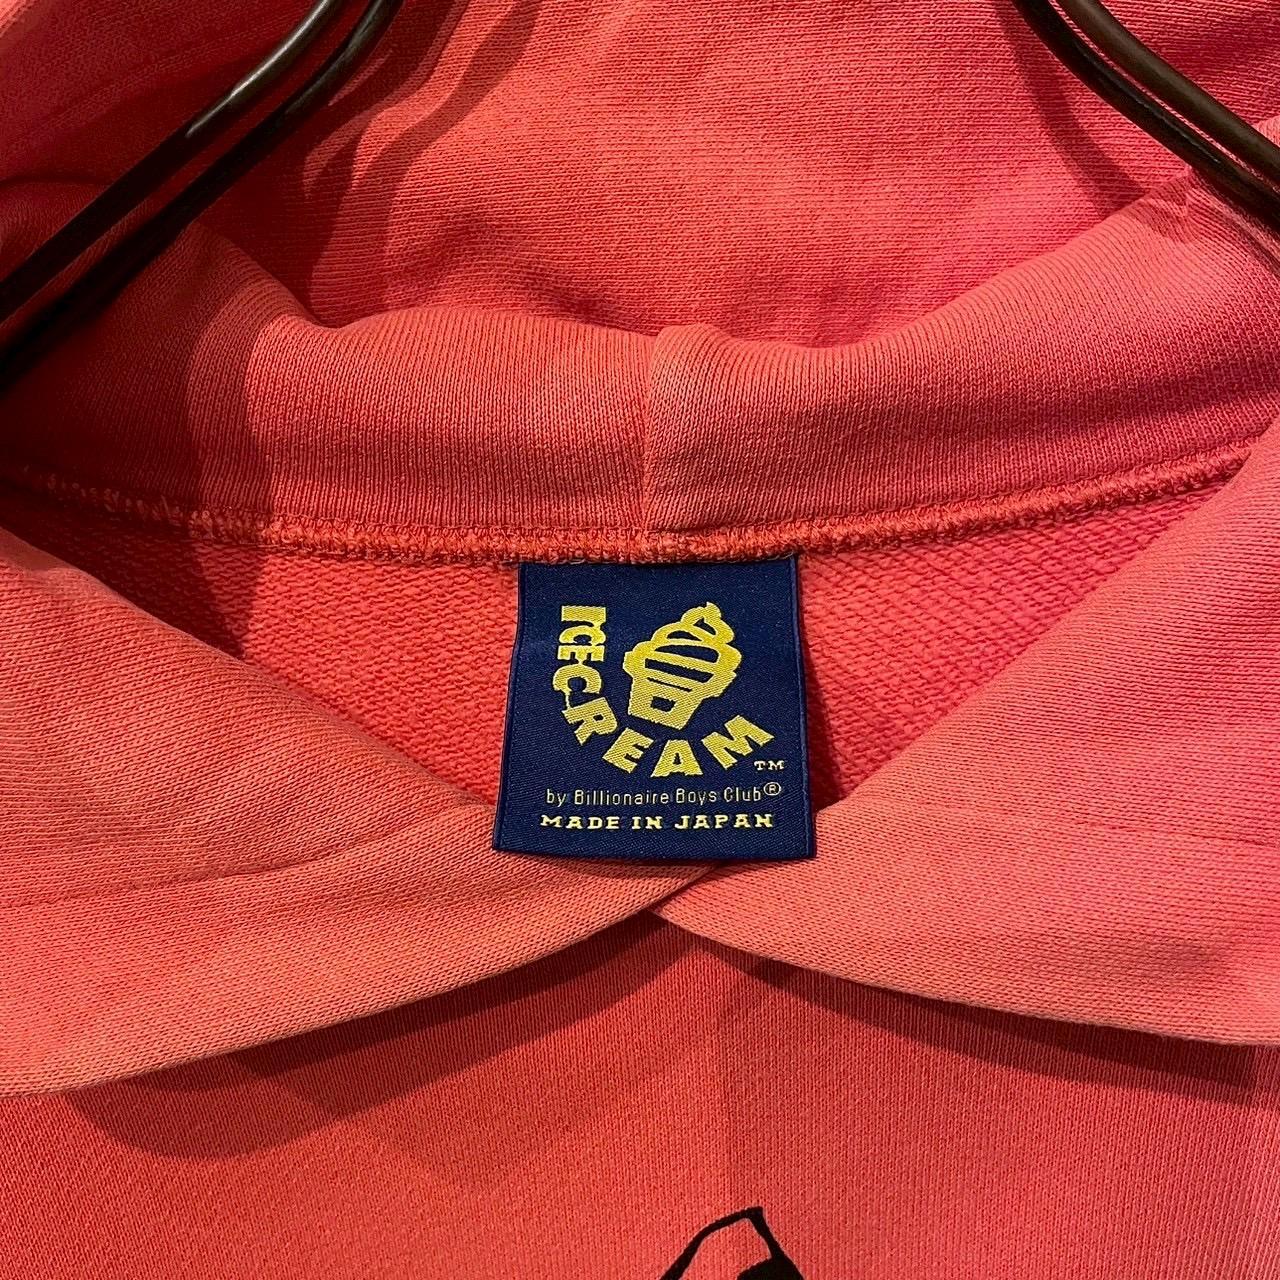 ICECREAM TM
by Billionaire Boys Club®
MADE IN JAPAN